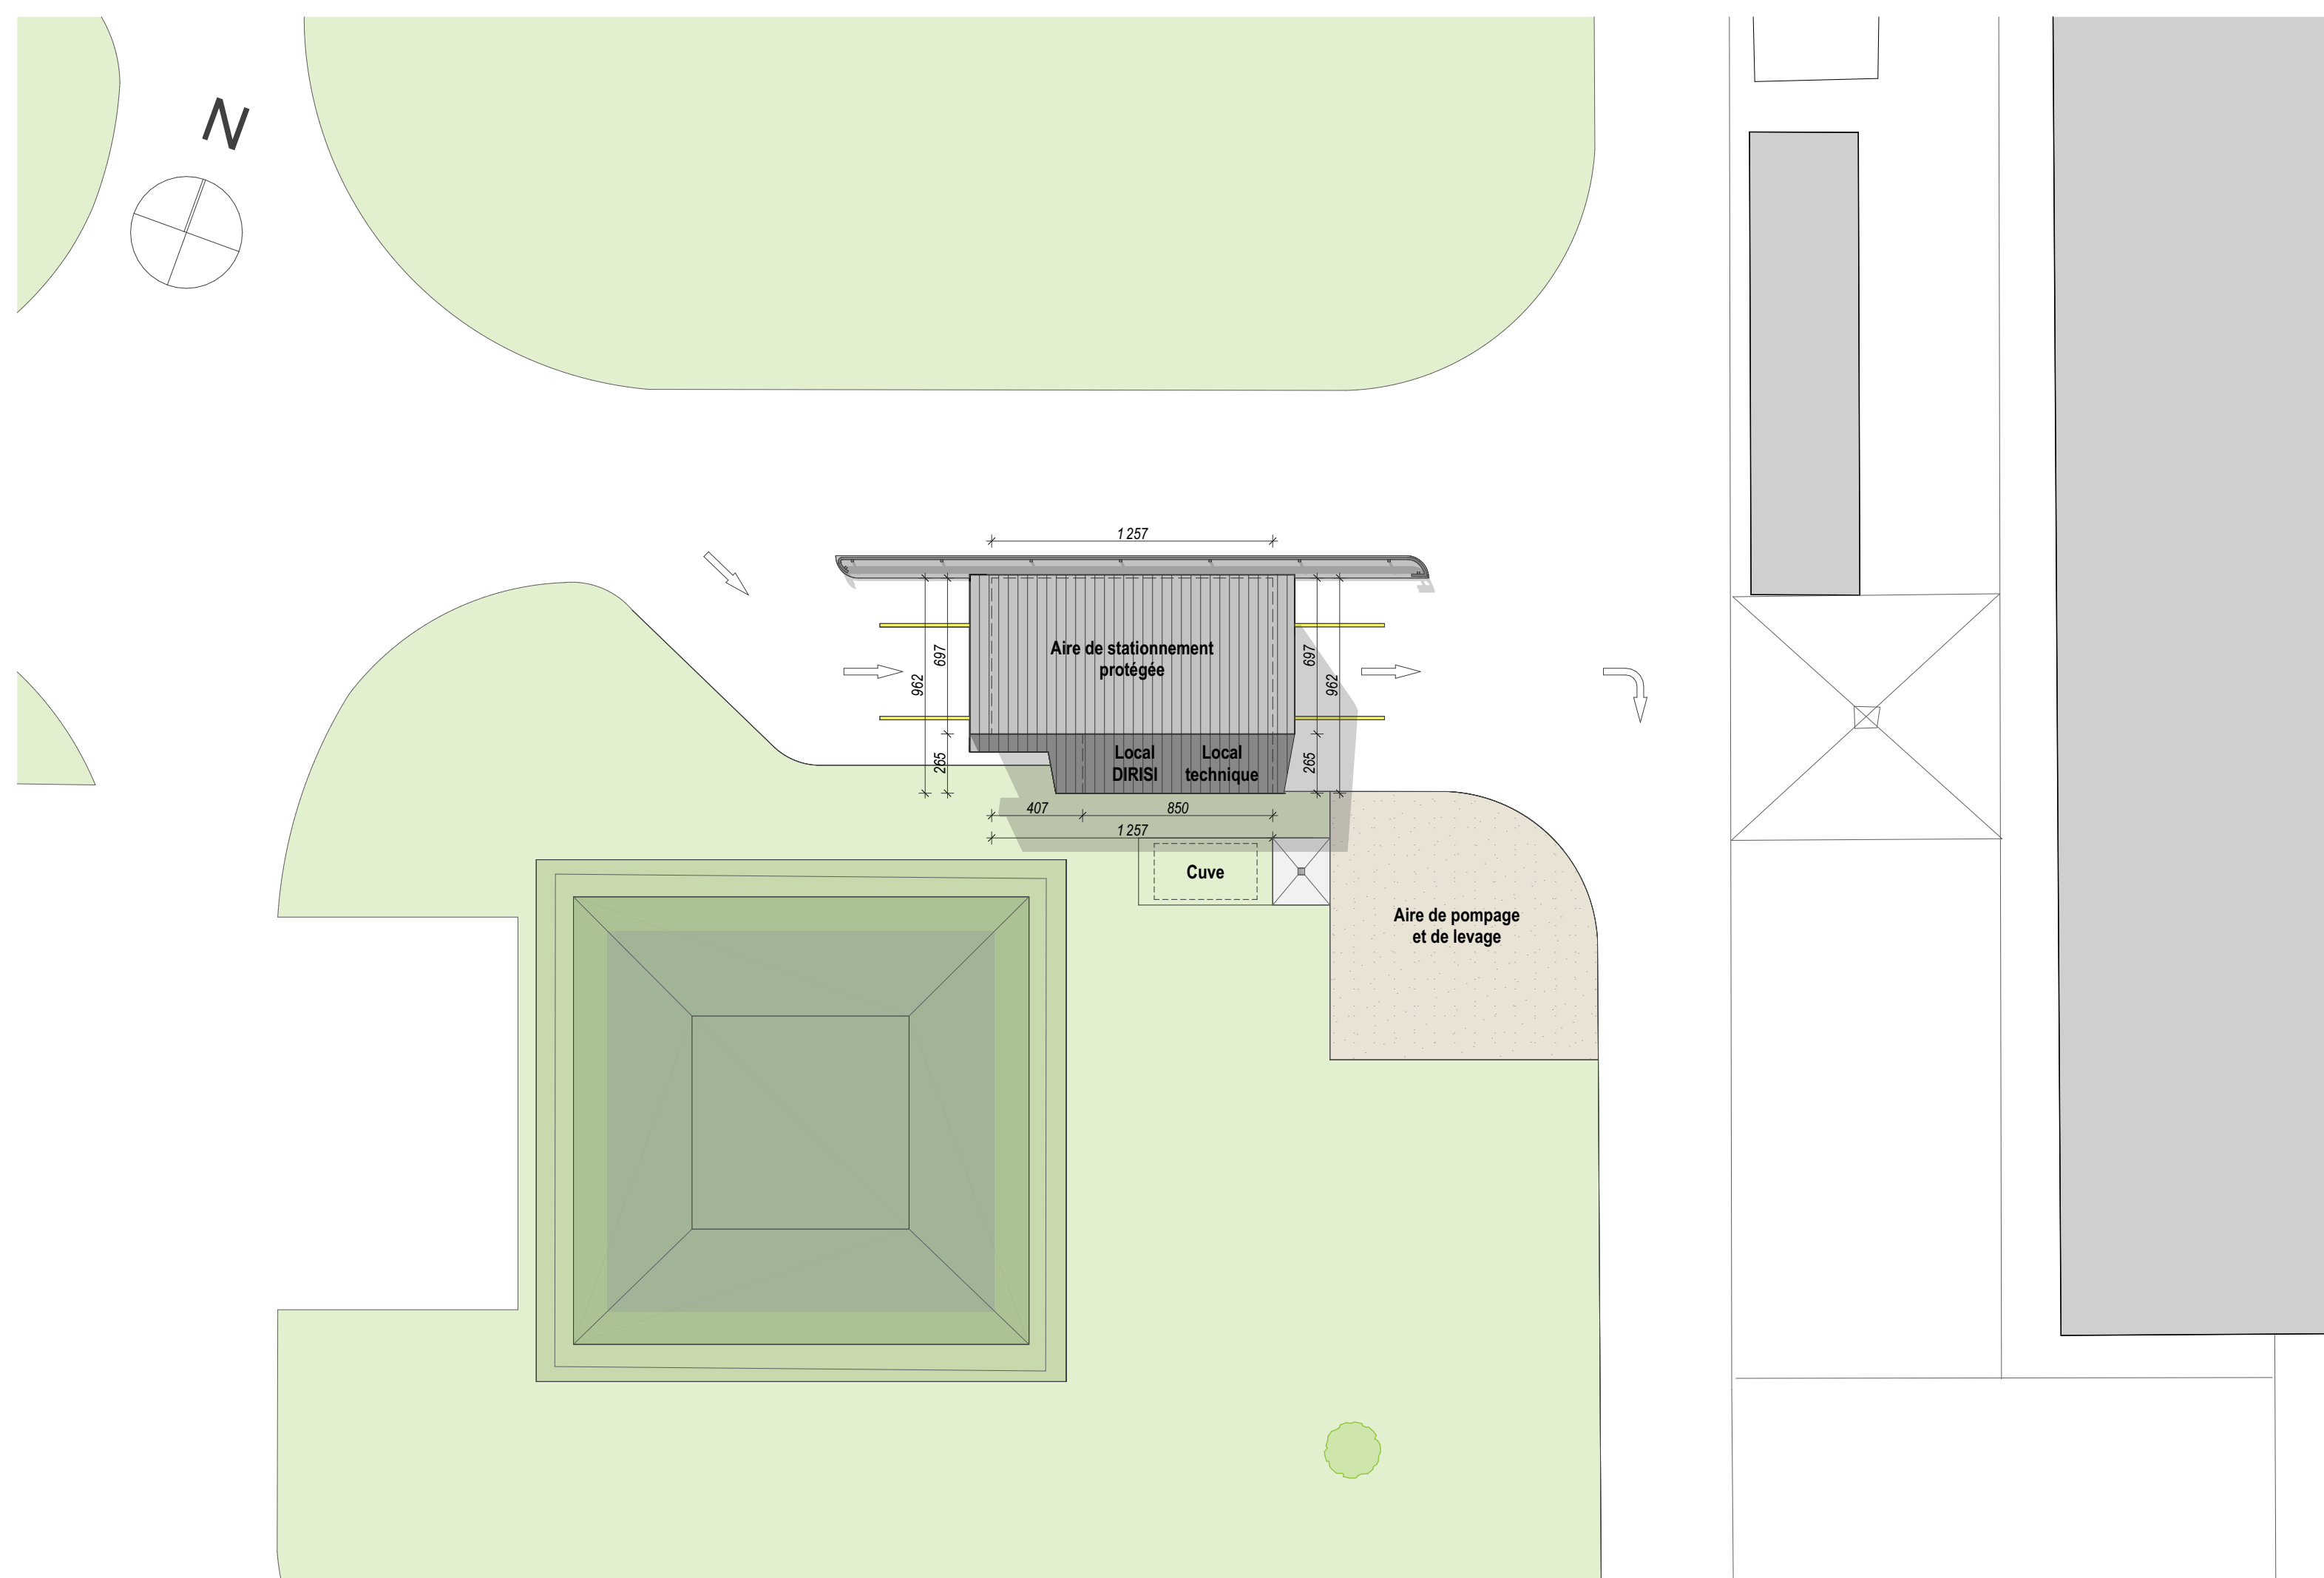 N
1 257
Aire de stationnement
protégée
697
962
265
697
962
265
Local
DIRISI
Local
technique
407
850
1 257
Cuve
Aire de pompage
et de levage